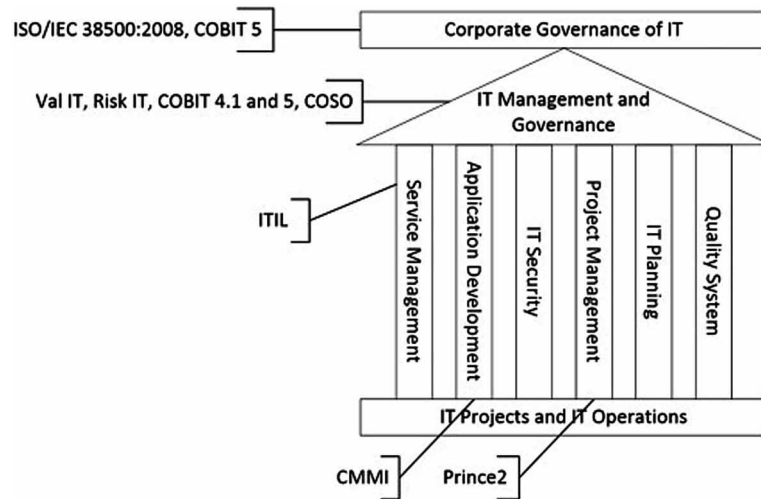 ISO/IEC 38500:2008, COBIT 5
Corporate Governance of IT
Val IT, Risk IT, COBIT 4.1 and 5, COSO
IT Management and
Governance
ITIL
Service Management
Application Development
IT Security
Project Management
IT Planning
Quality System
IT Projects and IT Operations
CMMI
Prince2